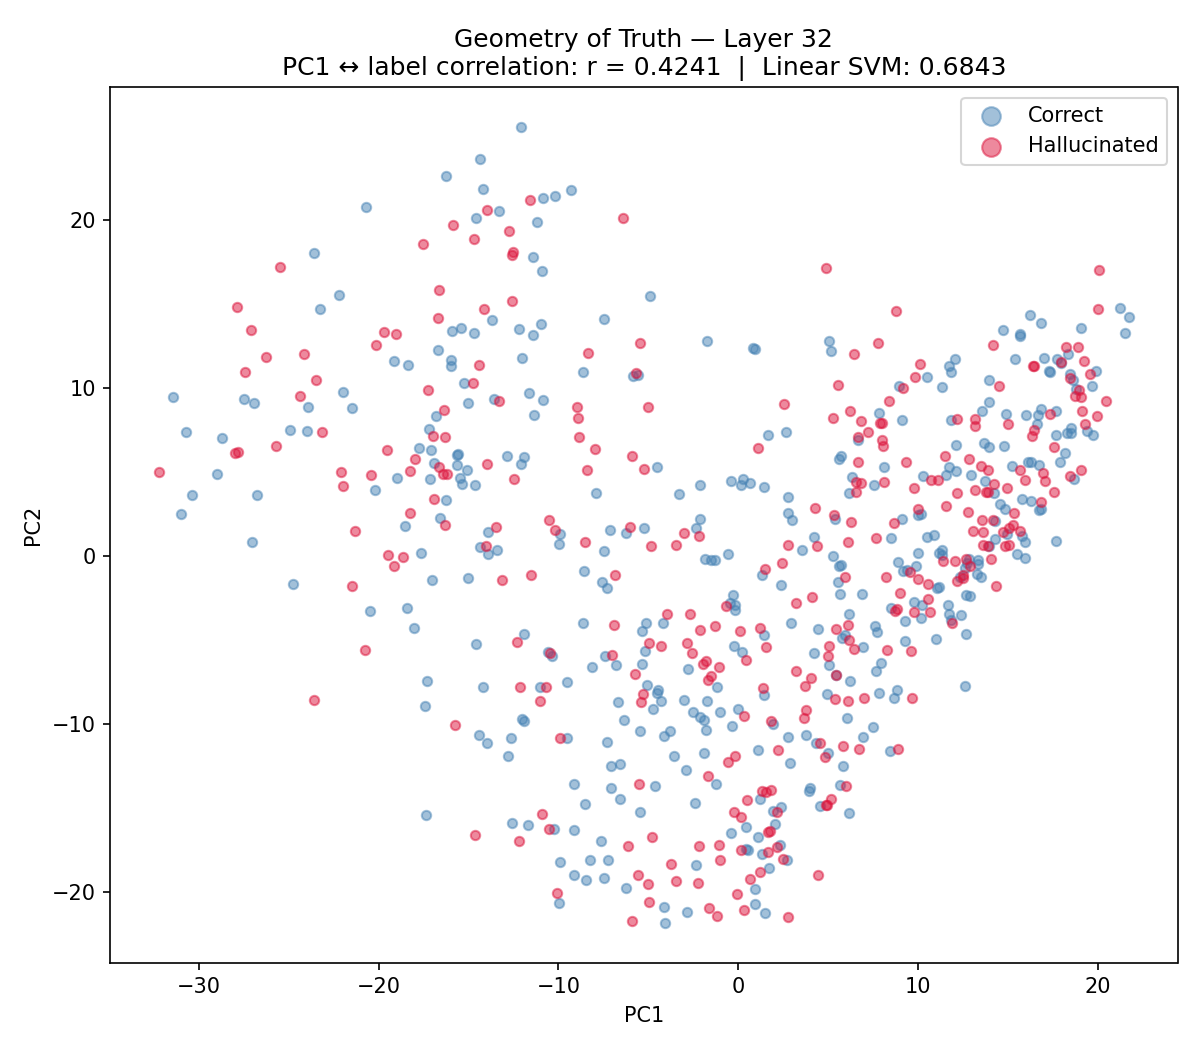 Geometry of Truth — Layer 32
PC1 ↔ label correlation: r = 0.4241 | Linear SVM: 0.6843
Correct
Hallucinated
20
10
0
−10
−20
PC2
−30
−20
−10
0
10
20
PC1